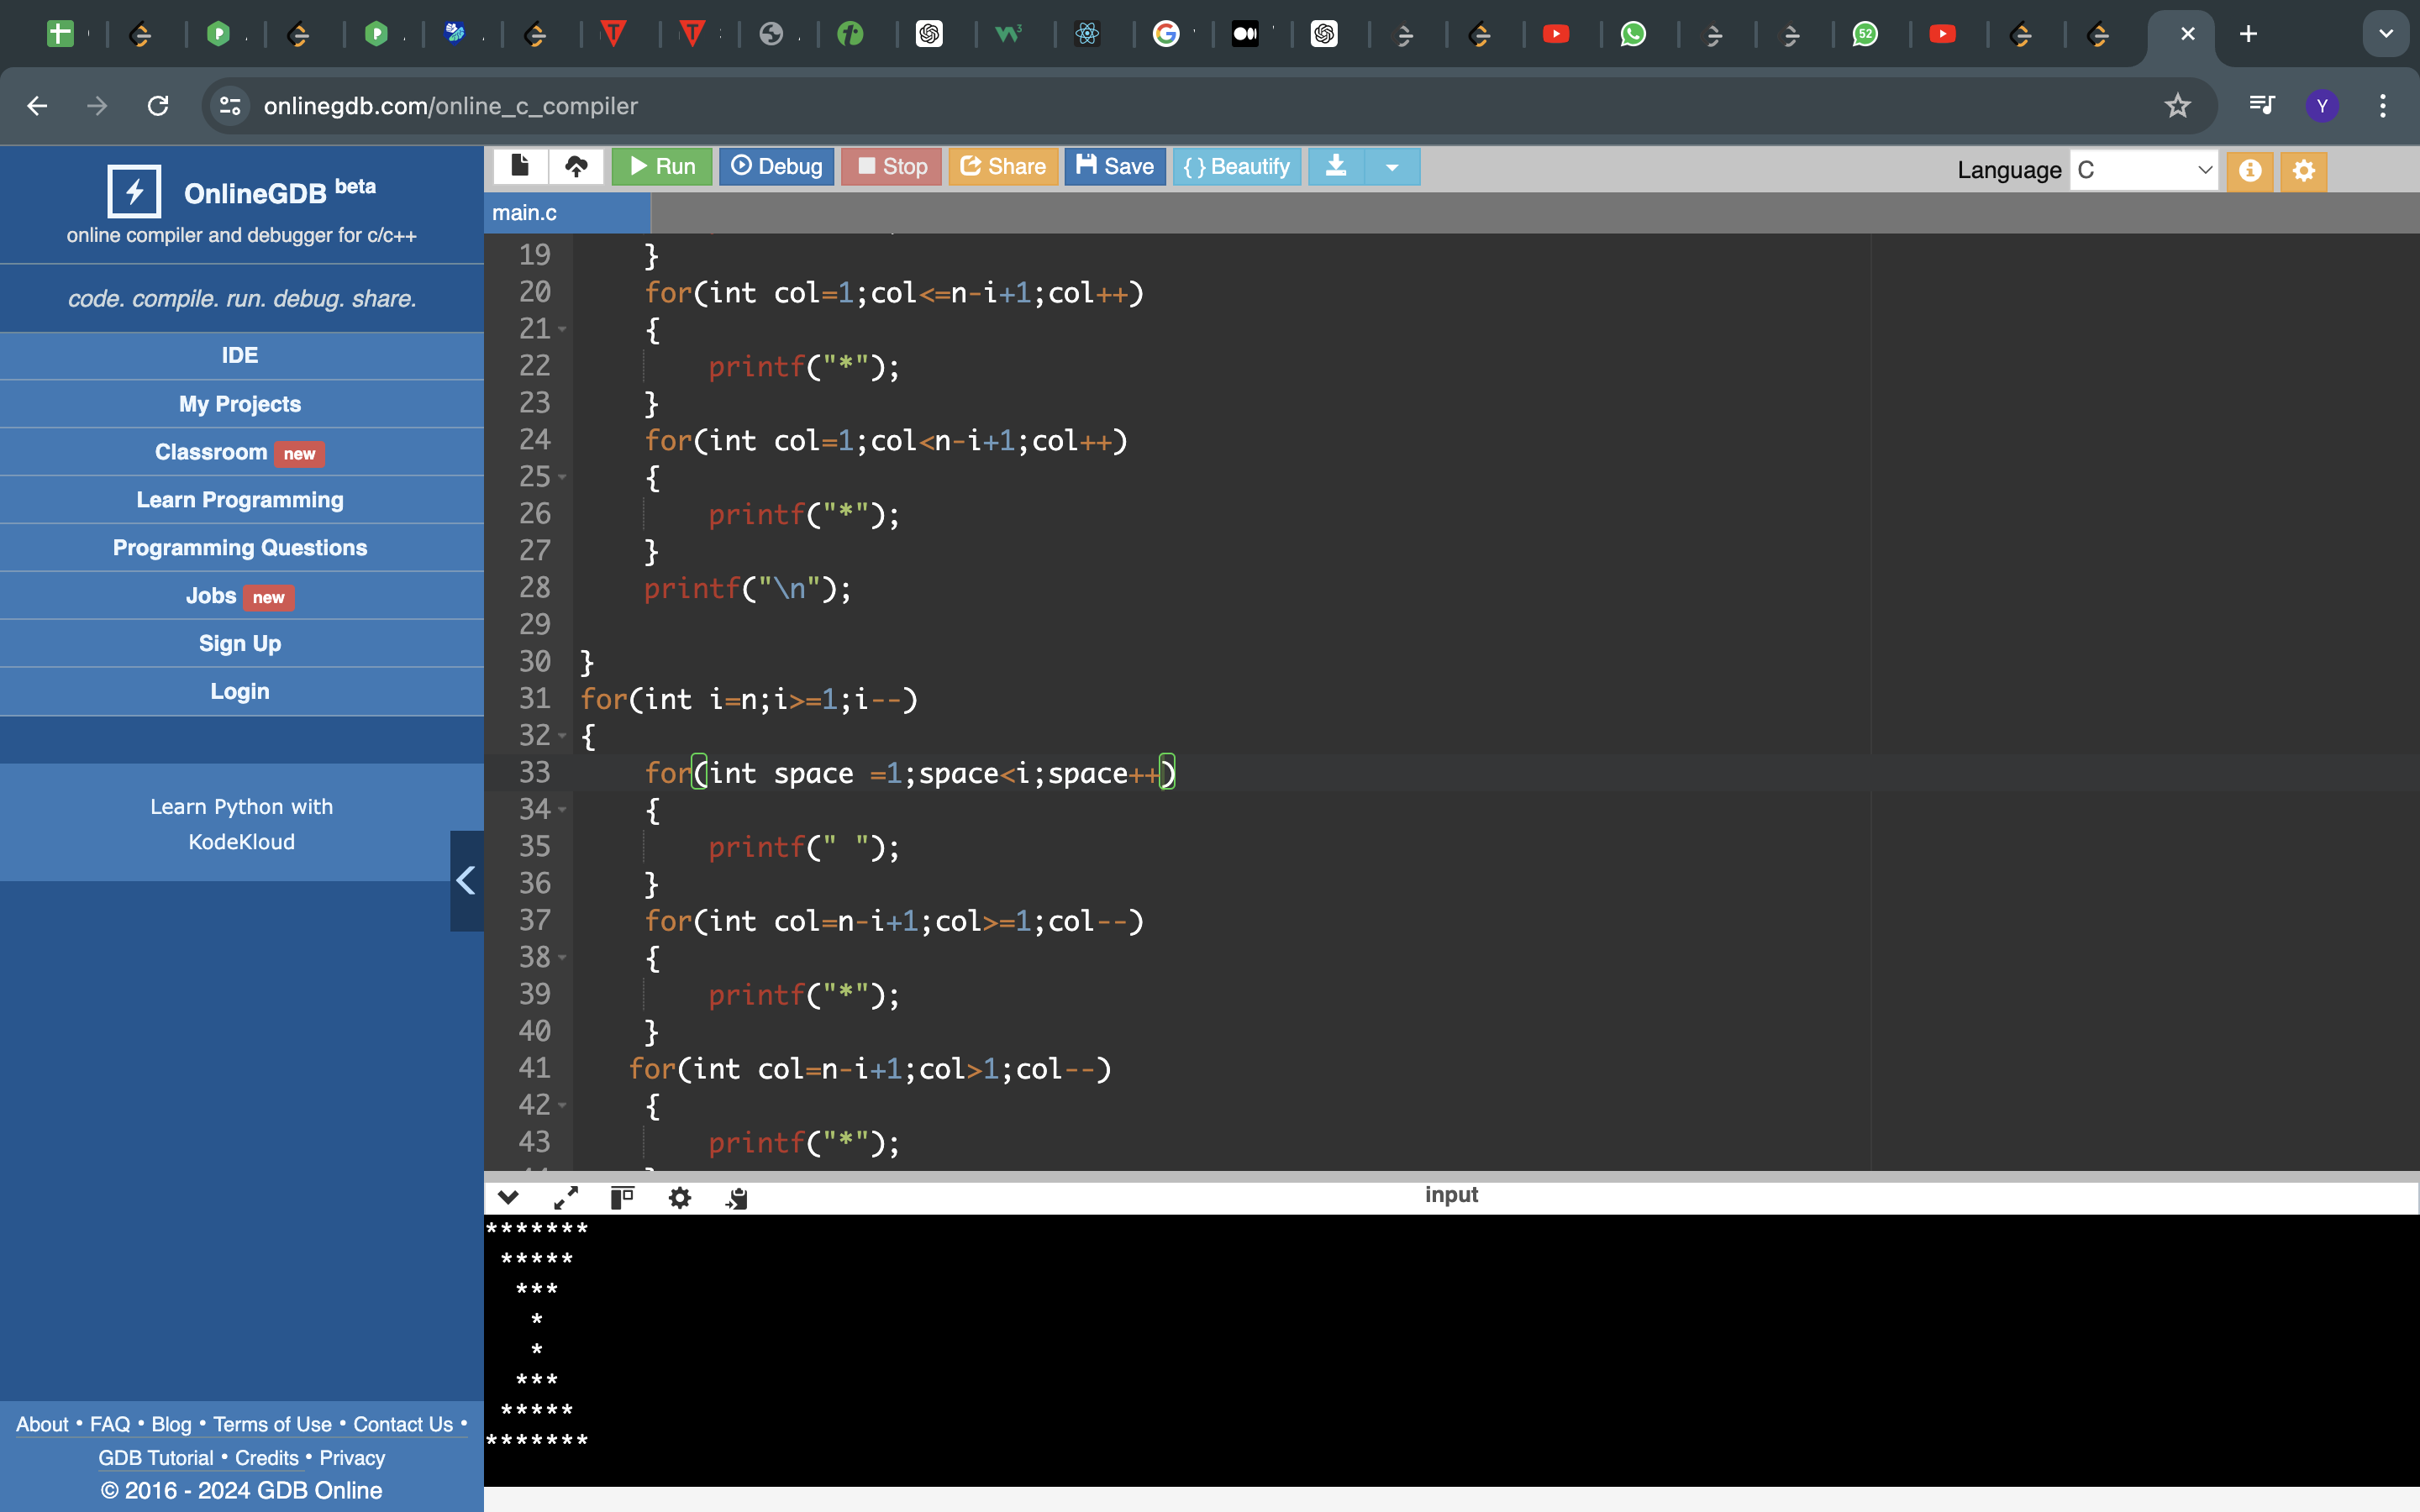 onlinegdb.com/online_c_compiler
Y
52
OnlineGDB beta
online compiler and debugger for c/c++
code. compile. run. debug. share.
IDE
My Projects
Classroom new
Learn Programming
Programming Questions
Jobs new
Sign Up
Login
Learn Python with
KodeKloud
About • FAQ • Blog • Terms of Use • Contact Us •
GDB Tutorial • Credits • Privacy
© 2016 - 2024 GDB Online
Run Debug Stop Share Save { } Beautify
Language C
main.c
19 }
20 for(int col=1;col<=n-i+1;col++)
21 {
22 printf("*");
23 }
24 for(int col=1;col<n-i+1;col++)
25 {
26 printf("*");
27 }
28 printf("\n");
29
30 }
31 for(int i=n;i>=1;i--)
32 {
33 for(int space =1;space<i;space++)
34 {
35 printf(" ");
36 }
37 for(int col=n-i+1;col>=1;col--)
38 {
39 printf("*");
40 }
41 for(int col=n-i+1;col>1;col--)
42 {
43 printf("*");
input
*******
 *****
  ***
   *
   *
  ***
 *****
*******